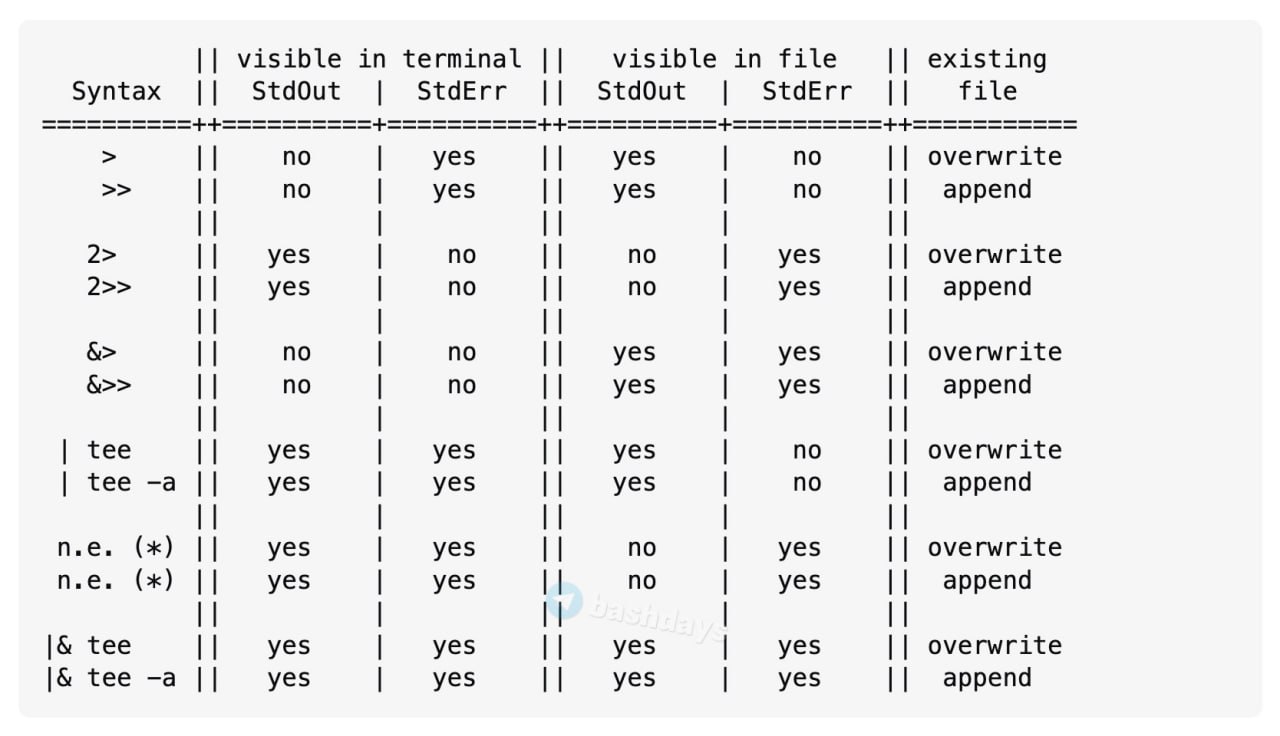 || visible in terminal ||   visible in file   || existing
  Syntax  ||  StdOut  |  StdErr  ||  StdOut  |  StdErr  ||   file
==========++==========+==========++==========+==========++===========
    >     ||    no    |   yes    ||   yes    |    no    || overwrite
    >>    ||    no    |   yes    ||   yes    |    no    ||  append
          ||          |          ||          |          ||
   2>     ||   yes    |    no    ||    no    |   yes    || overwrite
   2>>    ||   yes    |    no    ||    no    |   yes    ||  append
          ||          |          ||          |          ||
   &>     ||    no    |    no    ||   yes    |   yes    || overwrite
   &>>    ||    no    |    no    ||   yes    |   yes    ||  append
          ||          |          ||          |          ||
 | tee    ||   yes    |   yes    ||   yes    |    no    || overwrite
 | tee -a ||   yes    |   yes    ||   yes    |    no    ||  append
          ||          |          ||          |          ||
 n.e. (*) ||   yes    |   yes    ||    no    |   yes    || overwrite
 n.e. (*) ||   yes    |   yes    ||    no    |   yes    ||  append
          ||          |          ||          |          ||
bashdays
|& tee    ||   yes    |   yes    ||   yes    |   yes    || overwrite
|& tee -a ||   yes    |   yes    ||   yes    |   yes    ||  append